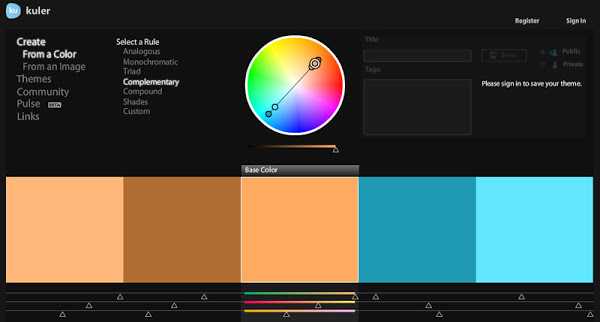 ku kuler
Register Sign In
Create
From a Color
From an Image
Themes
Community
Pulse BETA
Links
Select a Rule
Analogous
Monochromatic
Triad
Complementary
Compound
Shades
Custom
Title:
Save
Public
Private
Tags:
Please sign in to save your theme.
Base Color